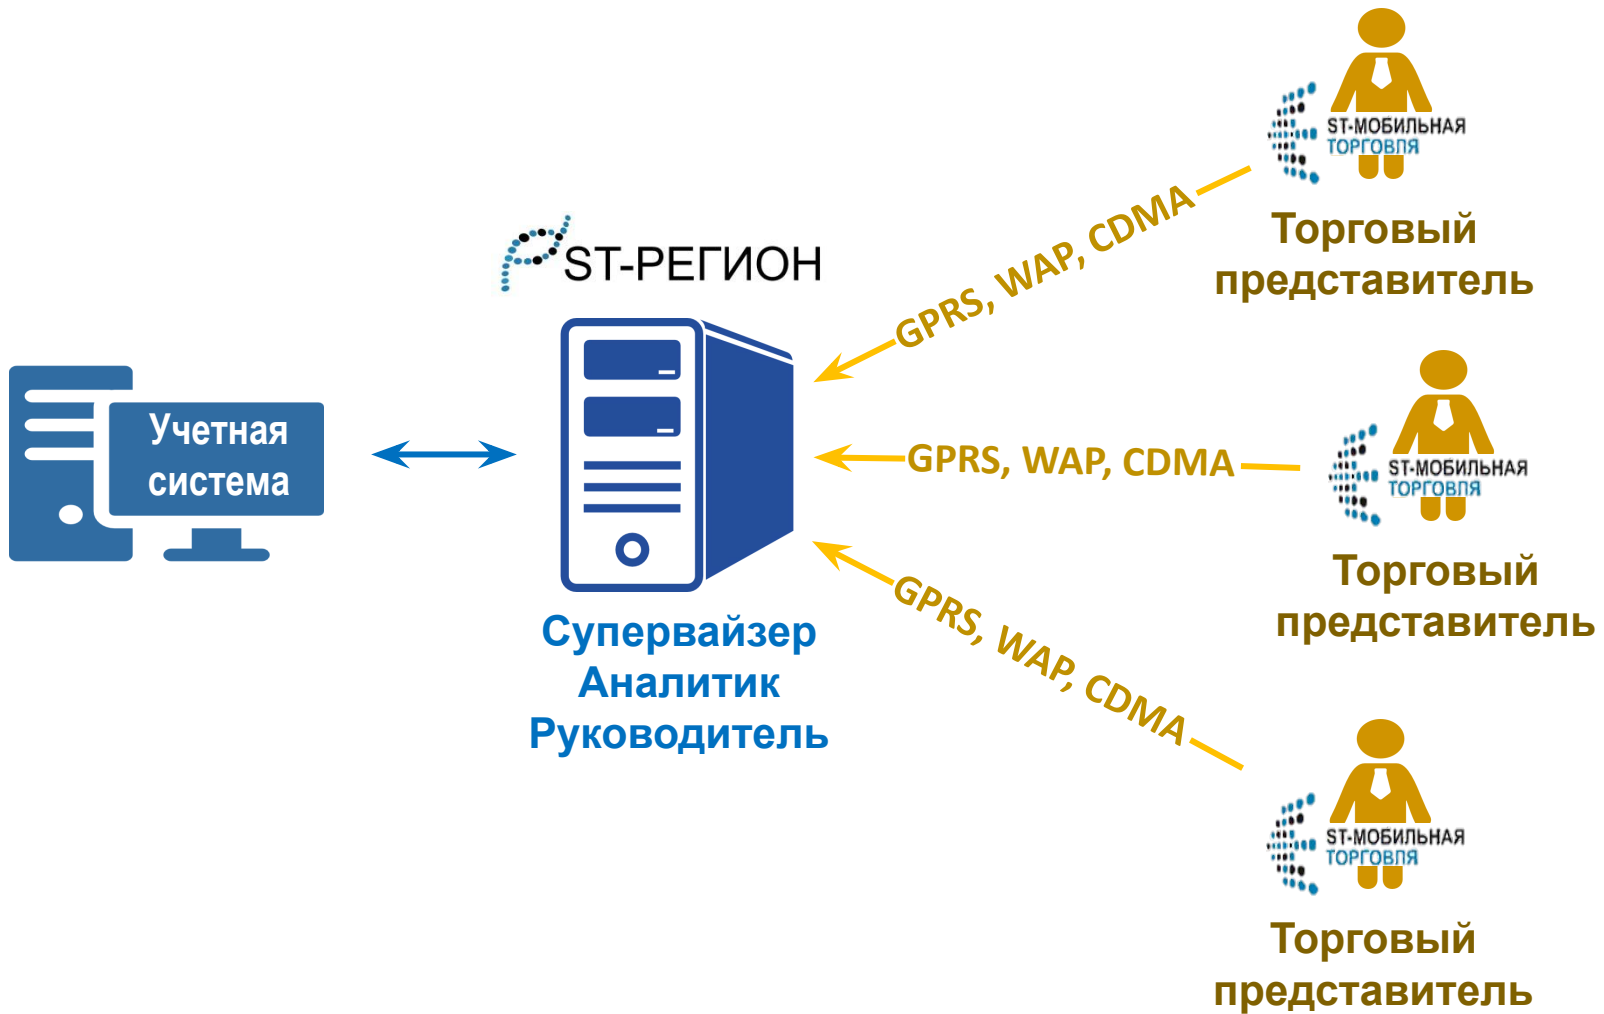 ST-РЕГИОН
Учетная
система
Супервайзер
Аналитик
Руководитель
GPRS, WAP, CDMA
GPRS, WAP, CDMA
GPRS, WAP, CDMA
ST-МОБИЛЬНАЯ
ТОРГОВЛЯ
Торговый
представитель
ST-МОБИЛЬНАЯ
ТОРГОВЛЯ
Торговый
представитель
ST-МОБИЛЬНАЯ
ТОРГОВЛЯ
Торговый
представитель